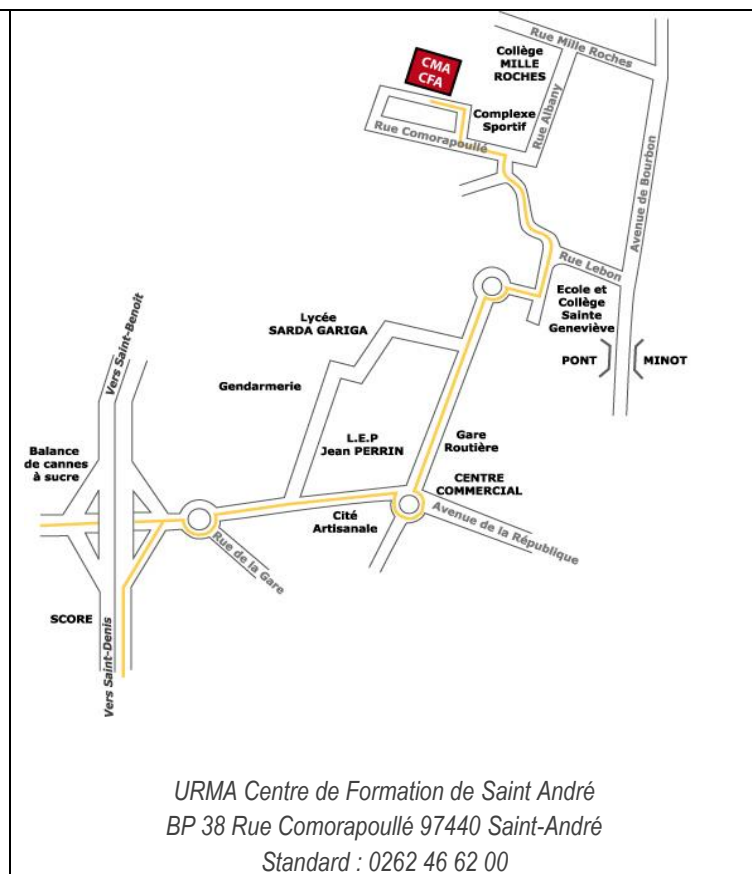 Rue Mille Roches
Collège
MILLE
ROCHES
CMA
CFA
Complexe
Sportif
Rue Albany
Rue Comorapoullé
Avenue de Bourbon
Rue Lebon
Ecole et
Collège
Sainte
Geneviève
PONT
MINOT
Lycée
SARDA GARIGA
Vers Saint-Benoît
Gendarmerie
L.E.P
Jean PERRIN
Gare
Routière
Balance
de cannes
à sucre
CENTRE
COMMERCIAL
Cité
Artisanale
Avenue de la République
Rue de la Gare
SCORE
Vers Saint-Denis
URMA Centre de Formation de Saint André
BP 38 Rue Comorapoullé 97440 Saint-André
Standard : 0262 46 62 00